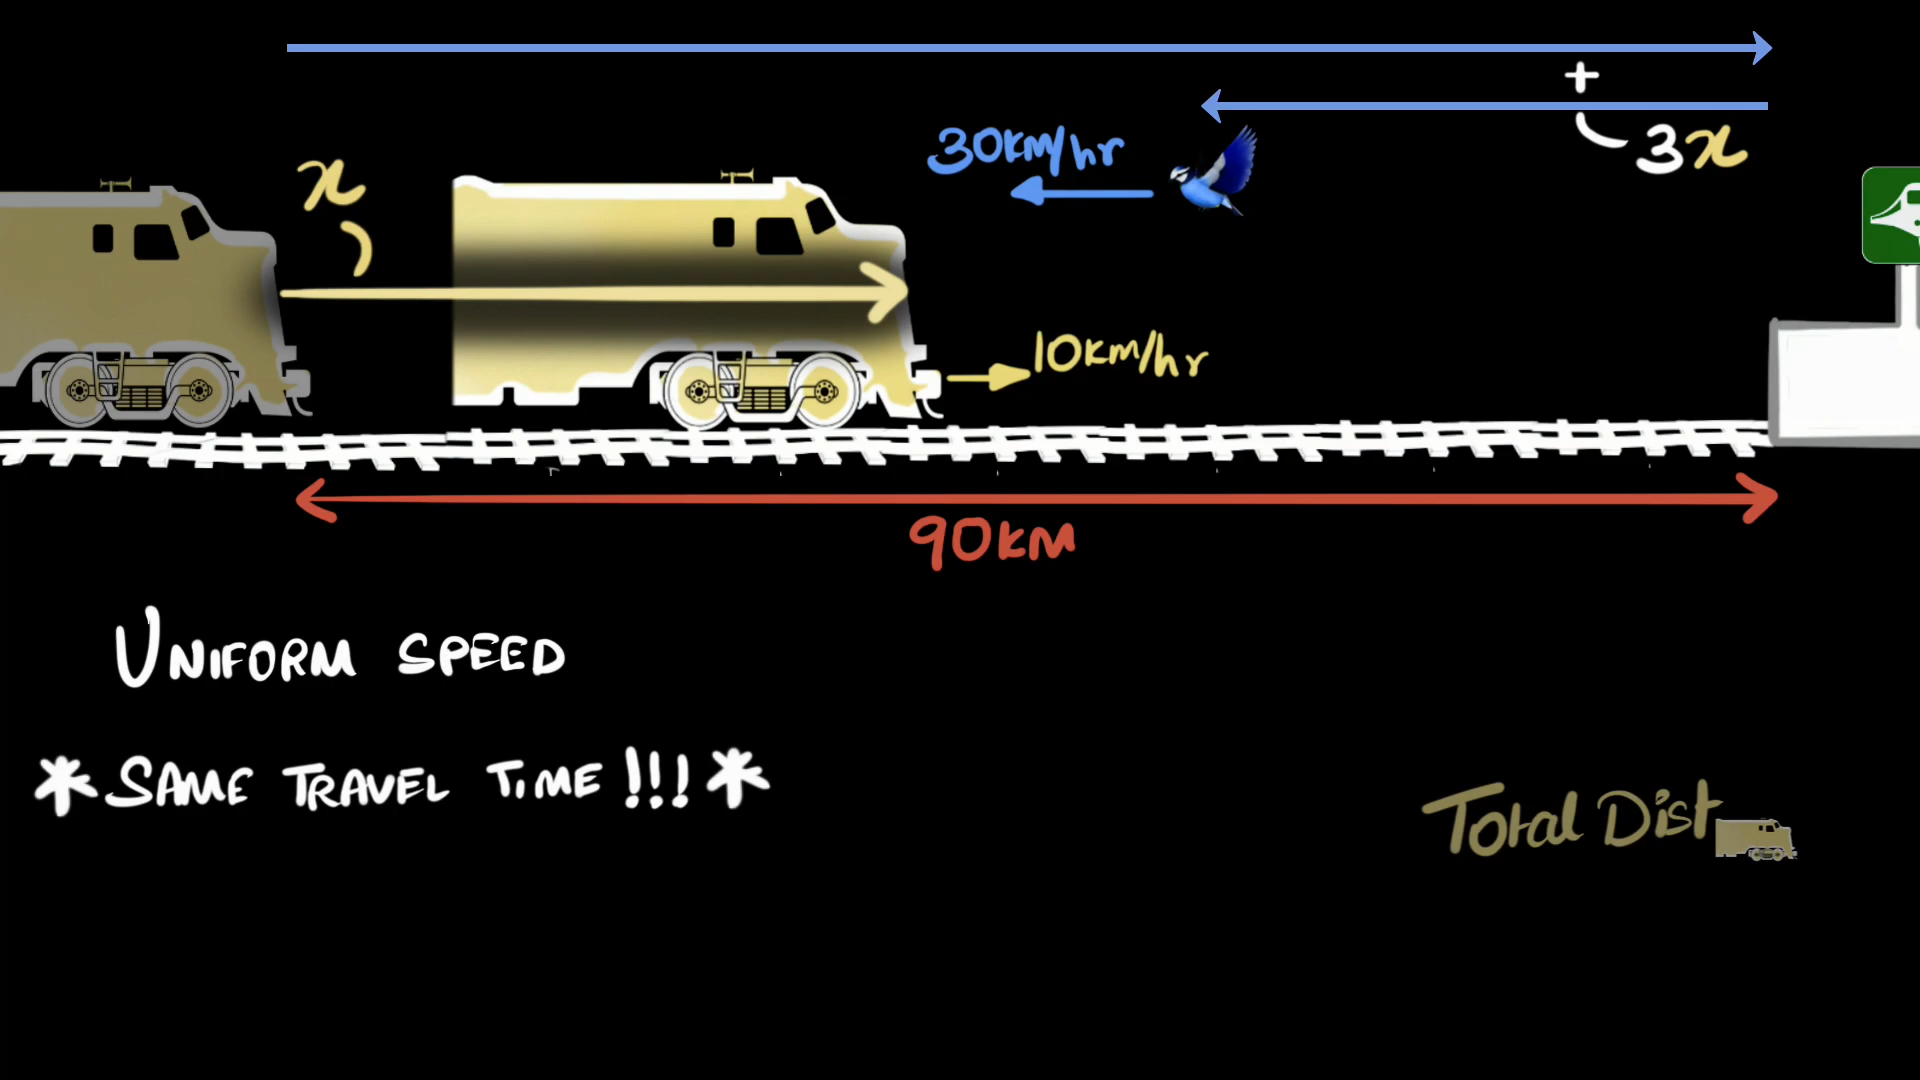 +
3x
30km/hr
x
10km/hr
90km
UNIFORM SPEED
*SAME TRAVEL TIME!!!*
Total Dist